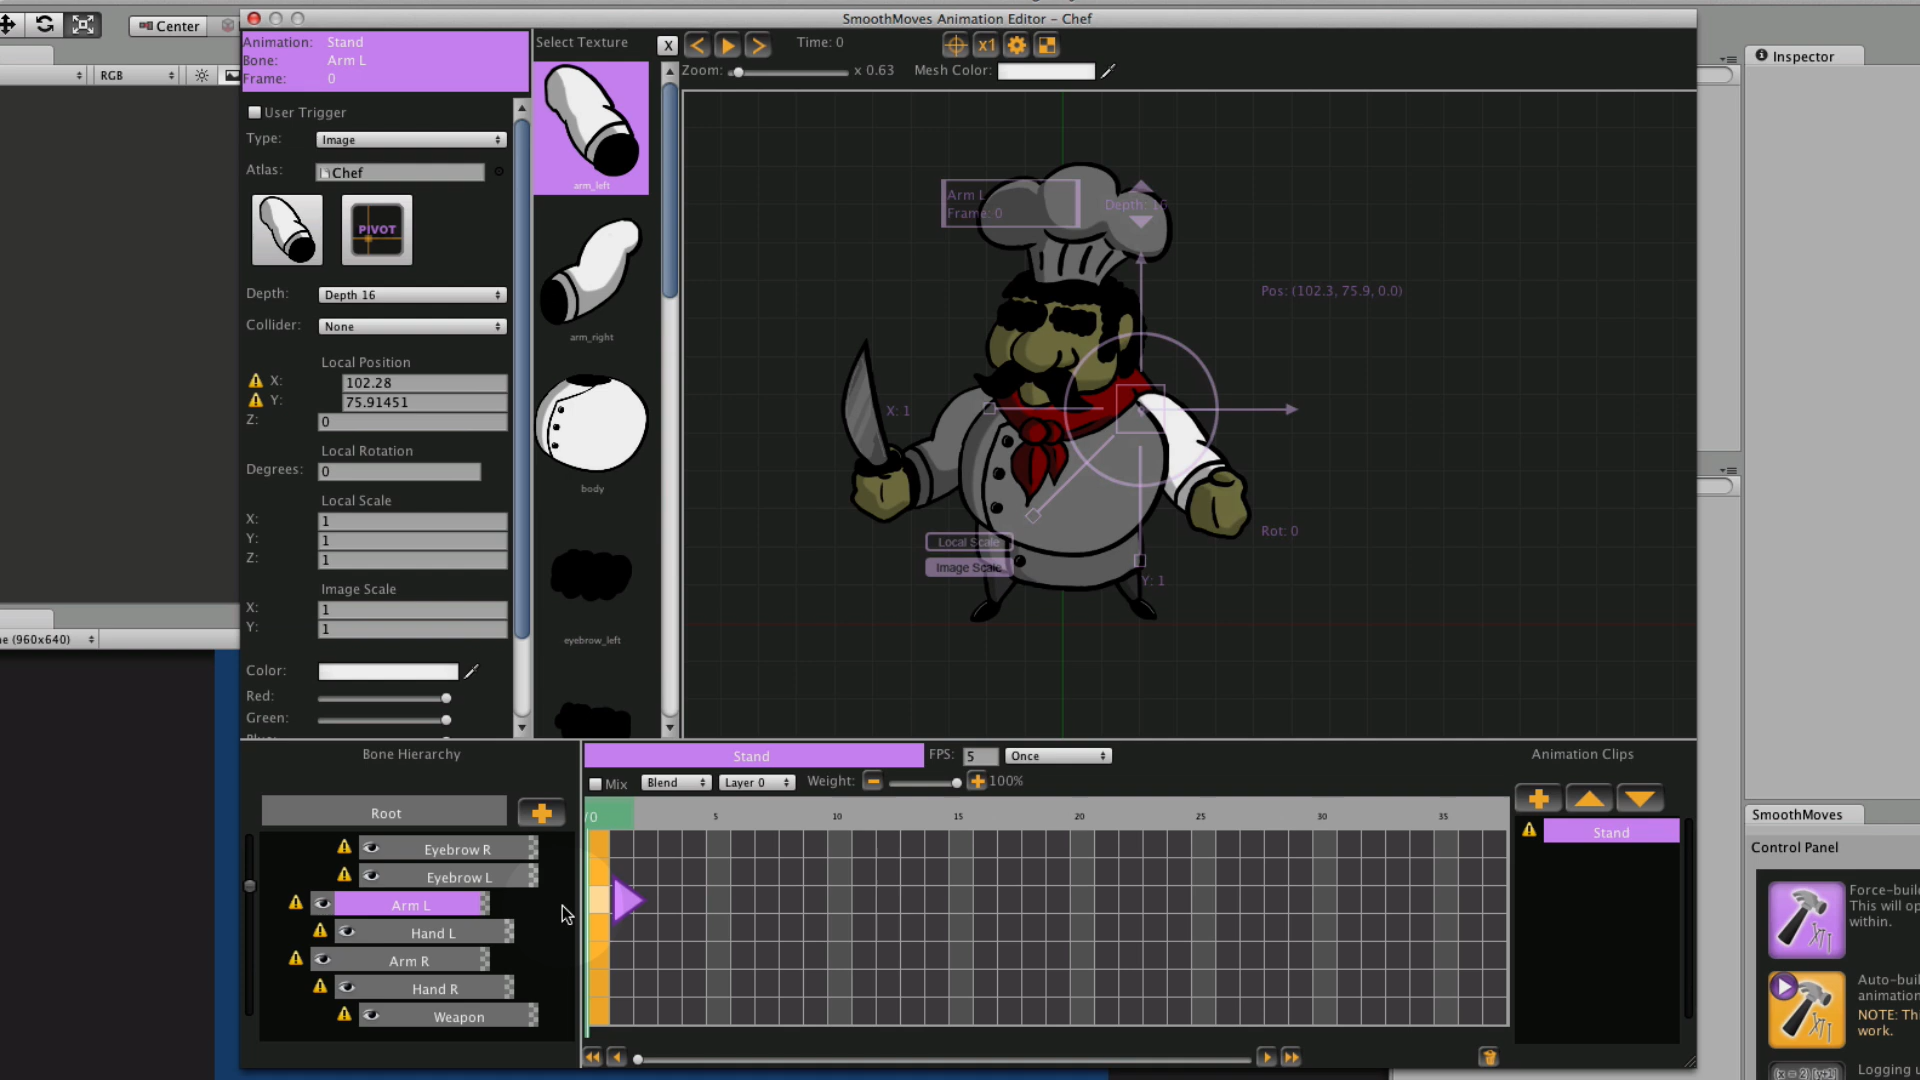 SmoothMoves Animation Editor - Chef
Center
RGB
Animation: Stand
Bone: Arm L
Frame: 0
Select Texture
X
Time: 0
x1
Zoom:
x 0.63
Mesh Color:
Inspector
User Trigger
Type: Image
Atlas: Chef
PIVOT
Depth: Depth 16
Collider: None
Local Position
X: 102.28
Y: 75.91451
Z: 0
Local Rotation
Degrees: 0
Local Scale
X: 1
Y: 1
Z: 1
Image Scale
X: 1
Y: 1
Color:
Red:
Green:
arm_left
arm_right
body
eyebrow_left
Arm L
Frame: 0
Depth: 16
Pos: (102.3, 75.9, 0.0)
X: 1
Rot: 0
Local Scale
Image Scale
Y: 1
(960x640)
Bone Hierarchy
Root
Eyebrow R
Eyebrow L
Arm L
Hand L
Arm R
Hand R
Weapon
Stand
FPS: 5
Once
Mix
Blend
Layer 0
Weight:
100%
0 5 10 15 20 25 30 35
Animation Clips
Stand
SmoothMoves
Control Panel
Force-buil
This will op
within.
Auto-bui
animation
NOTE: Thi
work.
(x = 2) {y+1}
Logging u